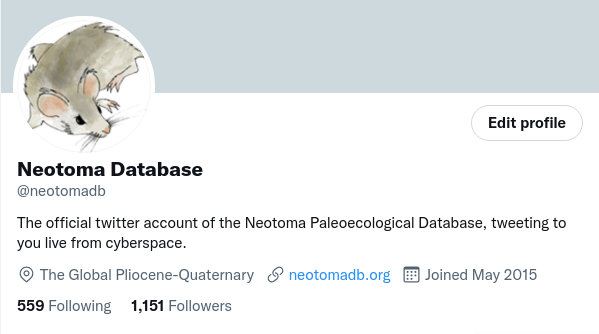 Edit profile
Neotoma Database
@neotomadb
The official twitter account of the Neotoma Paleoecological Database, tweeting to
you live from cyberspace.
The Global Pliocene-Quaternary neotomadb.org Joined May 2015
559 Following 1,151 Followers